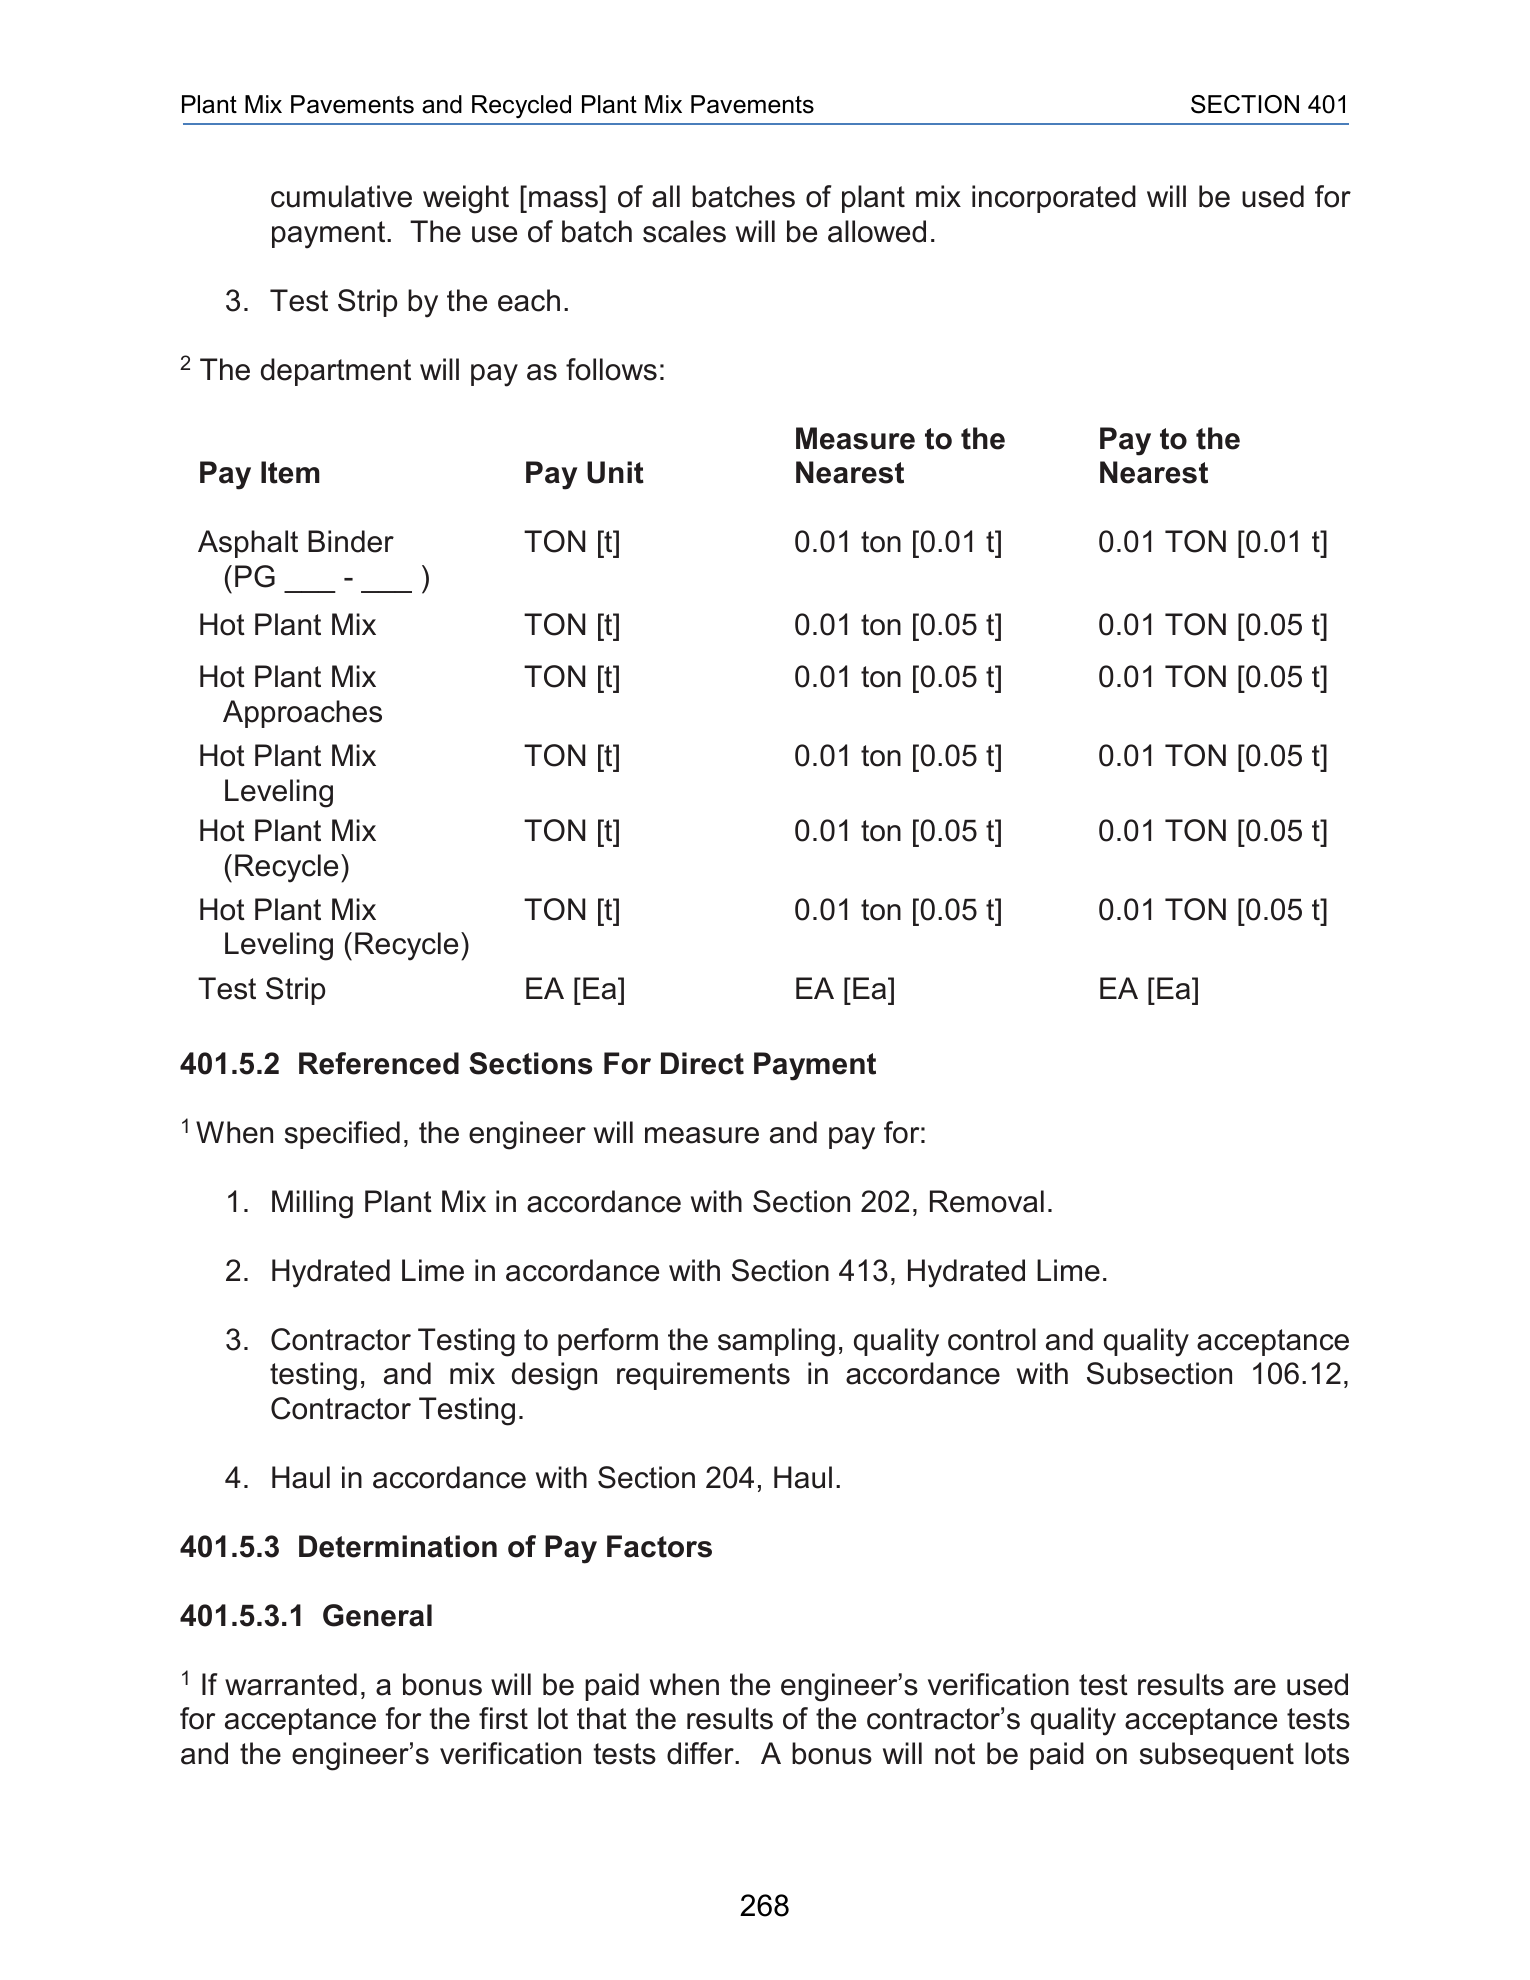 Plant Mix Pavements and Recycled Plant Mix Pavements SECTION 401
cumulative weight [mass] of all batches of plant mix incorporated will be used for
payment. The use of batch scales will be allowed.
3. Test Strip by the each.
2 The department will pay as follows:
Measure to the Pay to the
Pay Item Pay Unit Nearest Nearest
Asphalt Binder TON [t] 0.01 ton [0.01 t] 0.01 TON [0.01 t]
(PG ___ - ___ )
Hot Plant Mix TON [t] 0.01 ton [0.05 t] 0.01 TON [0.05 t]
Hot Plant Mix TON [t] 0.01 ton [0.05 t] 0.01 TON [0.05 t]
Approaches
Hot Plant Mix TON [t] 0.01 ton [0.05 t] 0.01 TON [0.05 t]
Leveling
Hot Plant Mix TON [t] 0.01 ton [0.05 t] 0.01 TON [0.05 t]
(Recycle)
Hot Plant Mix TON [t] 0.01 ton [0.05 t] 0.01 TON [0.05 t]
Leveling (Recycle)
Test Strip EA [Ea] EA [Ea] EA [Ea]
401.5.2 Referenced Sections For Direct Payment
1 When specified, the engineer will measure and pay for:
1. Milling Plant Mix in accordance with Section 202, Removal.
2. Hydrated Lime in accordance with Section 413, Hydrated Lime.
3. Contractor Testing to perform the sampling, quality control and quality acceptance
testing, and mix design requirements in accordance with Subsection 106.12,
Contractor Testing.
4. Haul in accordance with Section 204, Haul.
401.5.3 Determination of Pay Factors
401.5.3.1 General
1 If warranted, a bonus will be paid when the engineer’s verification test results are used
for acceptance for the first lot that the results of the contractor’s quality acceptance tests
and the engineer’s verification tests differ. A bonus will not be paid on subsequent lots
268